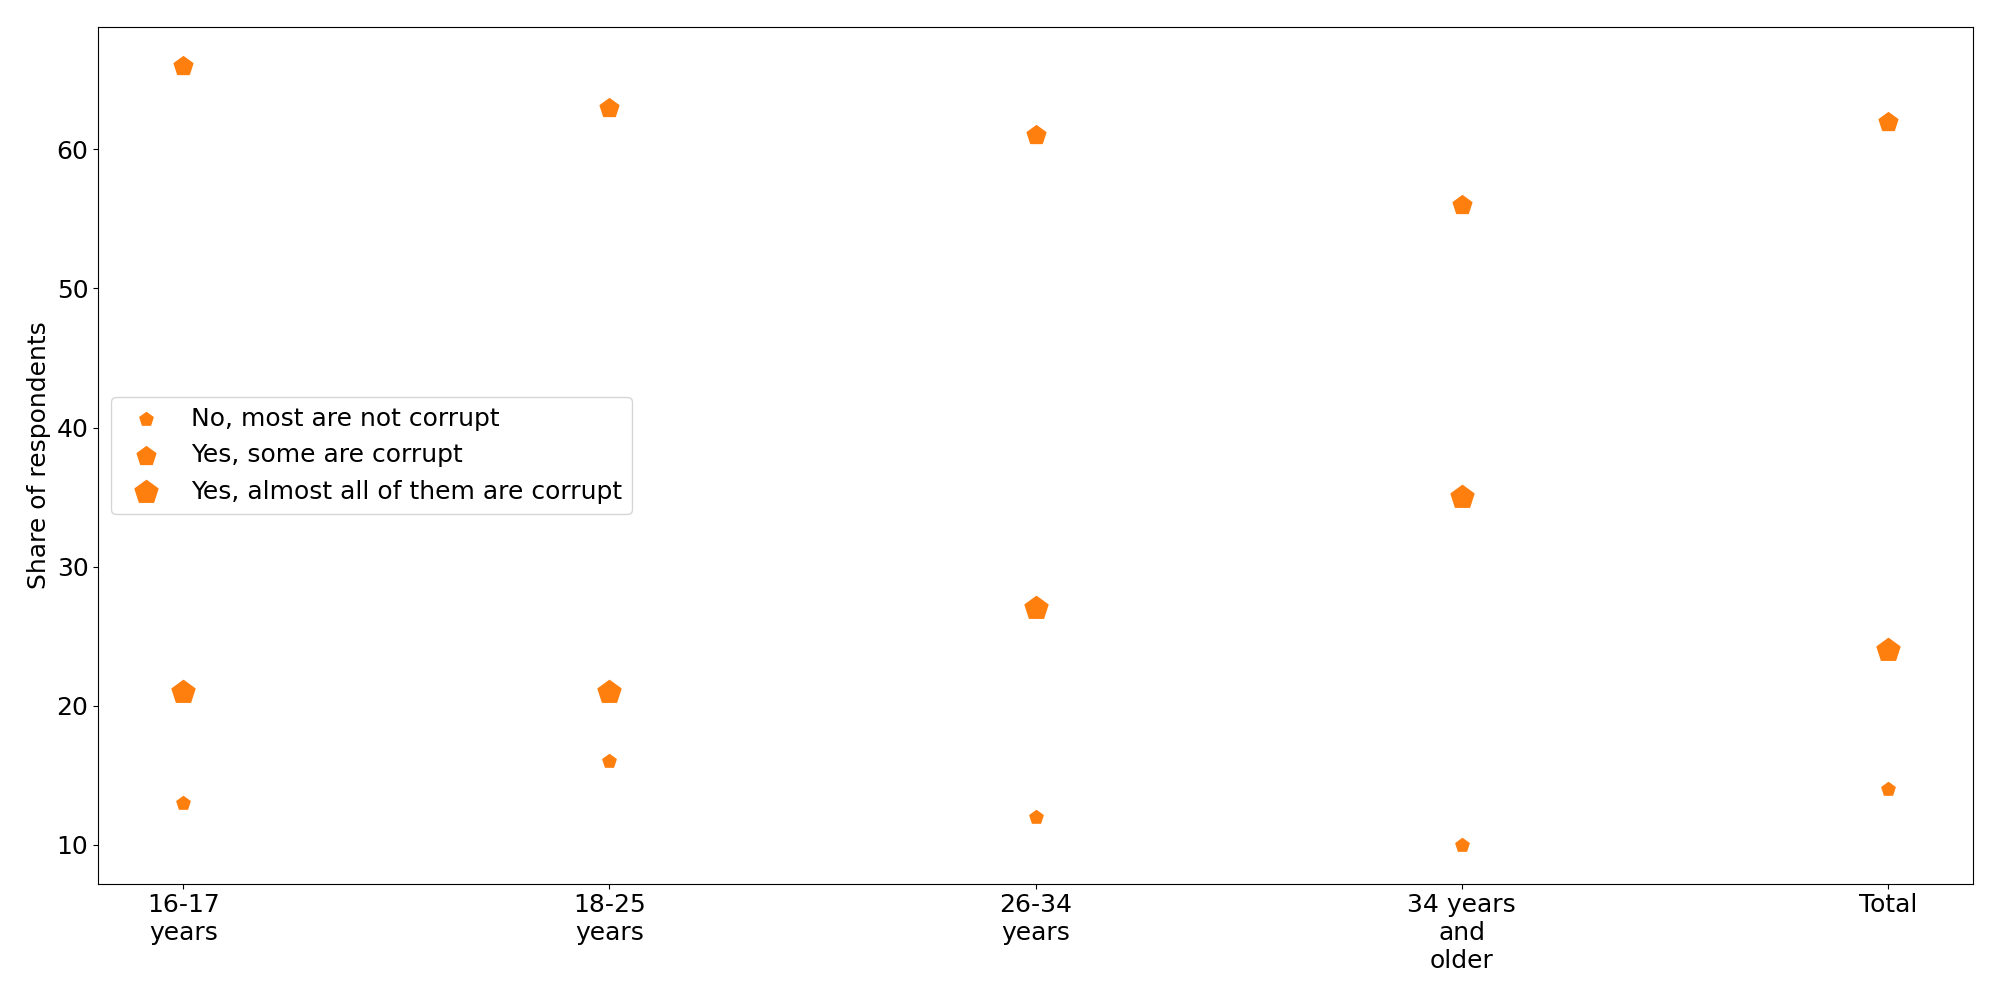 60
50
40
30
20
10
Share of respondents
No, most are not corrupt
Yes, some are corrupt
Yes, almost all of them are corrupt
16-17
years
18-25
years
26-34
years
34 years
and
older
Total